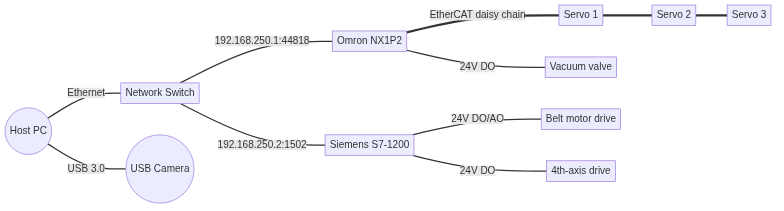 EtherCAT daisy chain
Servo 1
Servo 2
Servo 3
192.168.250.1:44818
Omron NX1P2
24V DO
Vacuum valve
Ethernet
Network Switch
Host PC
24V DO/AO
Belt motor drive
192.168.250.2:1502
Siemens S7-1200
USB 3.0
USB Camera
24V DO
4th-axis drive